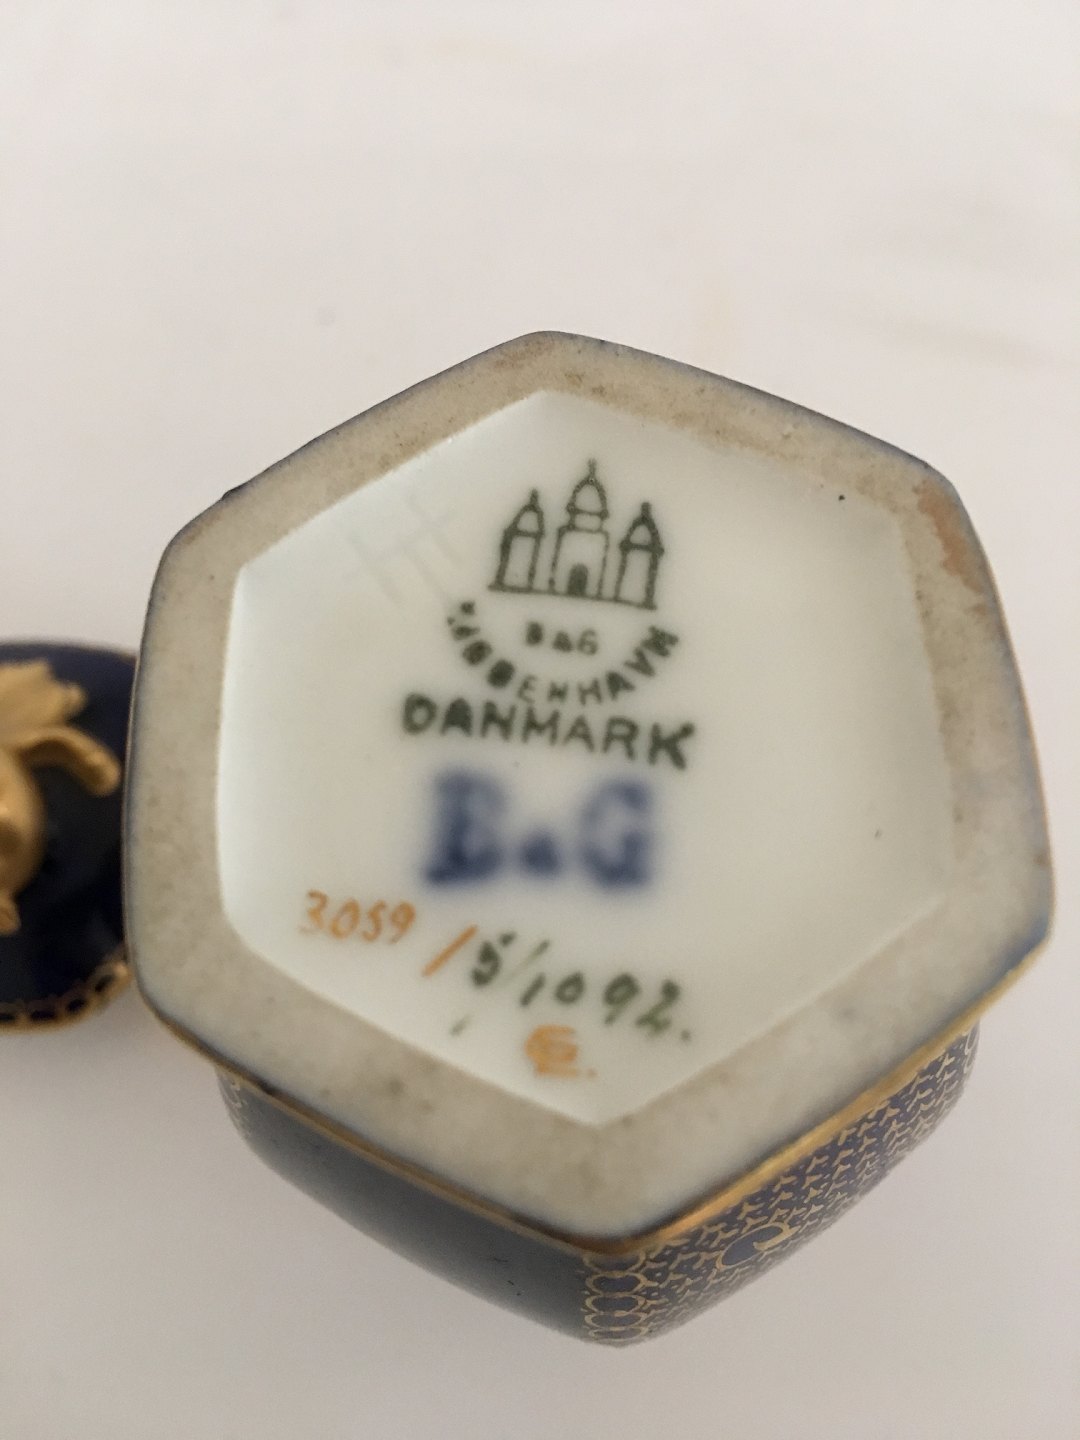 B&G
KJØBENHAVN
DANMARK
B&G
3059/5/1092.